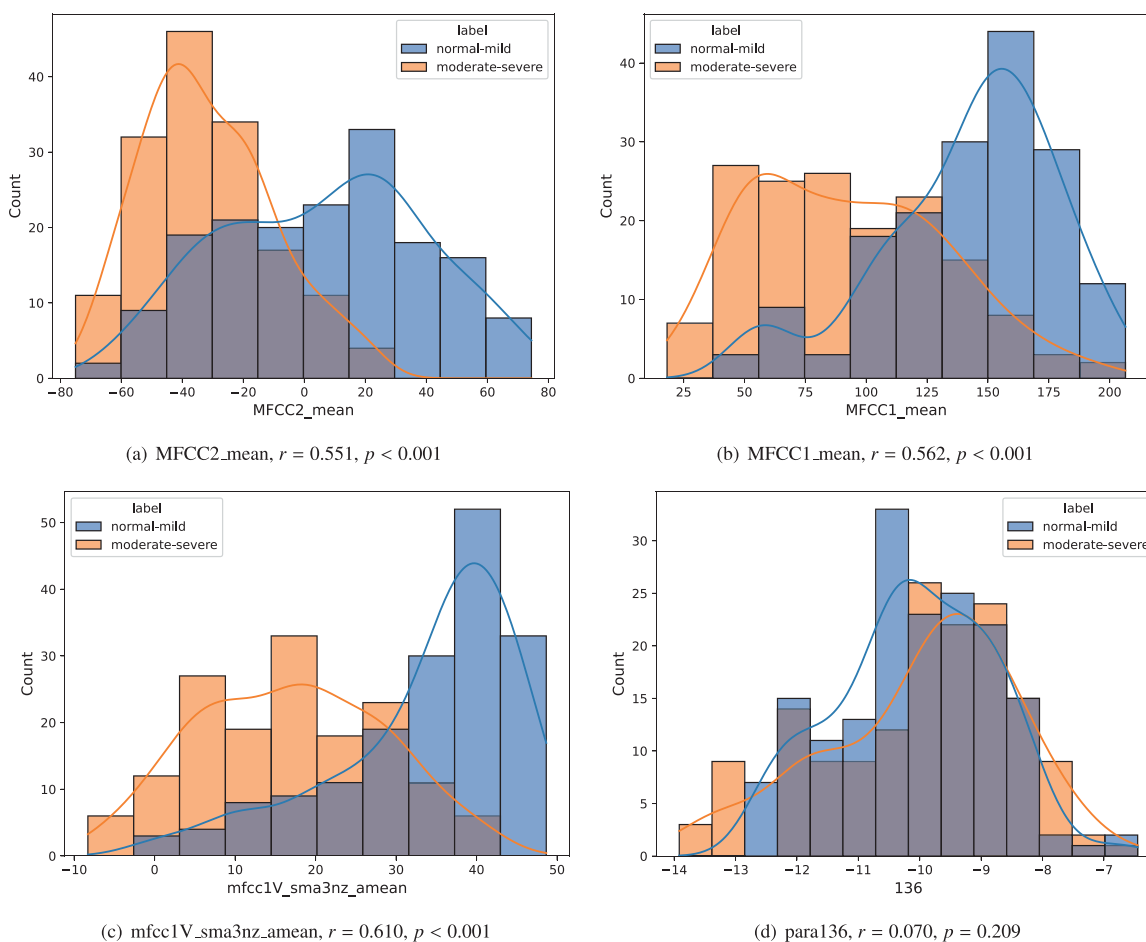 label
normal-mild
moderate-severe
Count
40
30
20
10
0
−80 −60 −40 −20 0 20 40 60 80
MFCC2_mean
(a) MFCC2_mean, r = 0.551, p < 0.001
label
normal-mild
moderate-severe
Count
40
30
20
10
0
25 50 75 100 125 150 175 200
MFCC1_mean
(b) MFCC1_mean, r = 0.562, p < 0.001
label
normal-mild
moderate-severe
Count
50
40
30
20
10
0
−10 0 10 20 30 40 50
mfcc1V_sma3nz_amean
(c) mfcc1V_sma3nz_amean, r = 0.610, p < 0.001
label
normal-mild
moderate-severe
Count
30
25
20
15
10
5
0
−14 −13 −12 −11 −10 −9 −8 −7
136
(d) para136, r = 0.070, p = 0.209